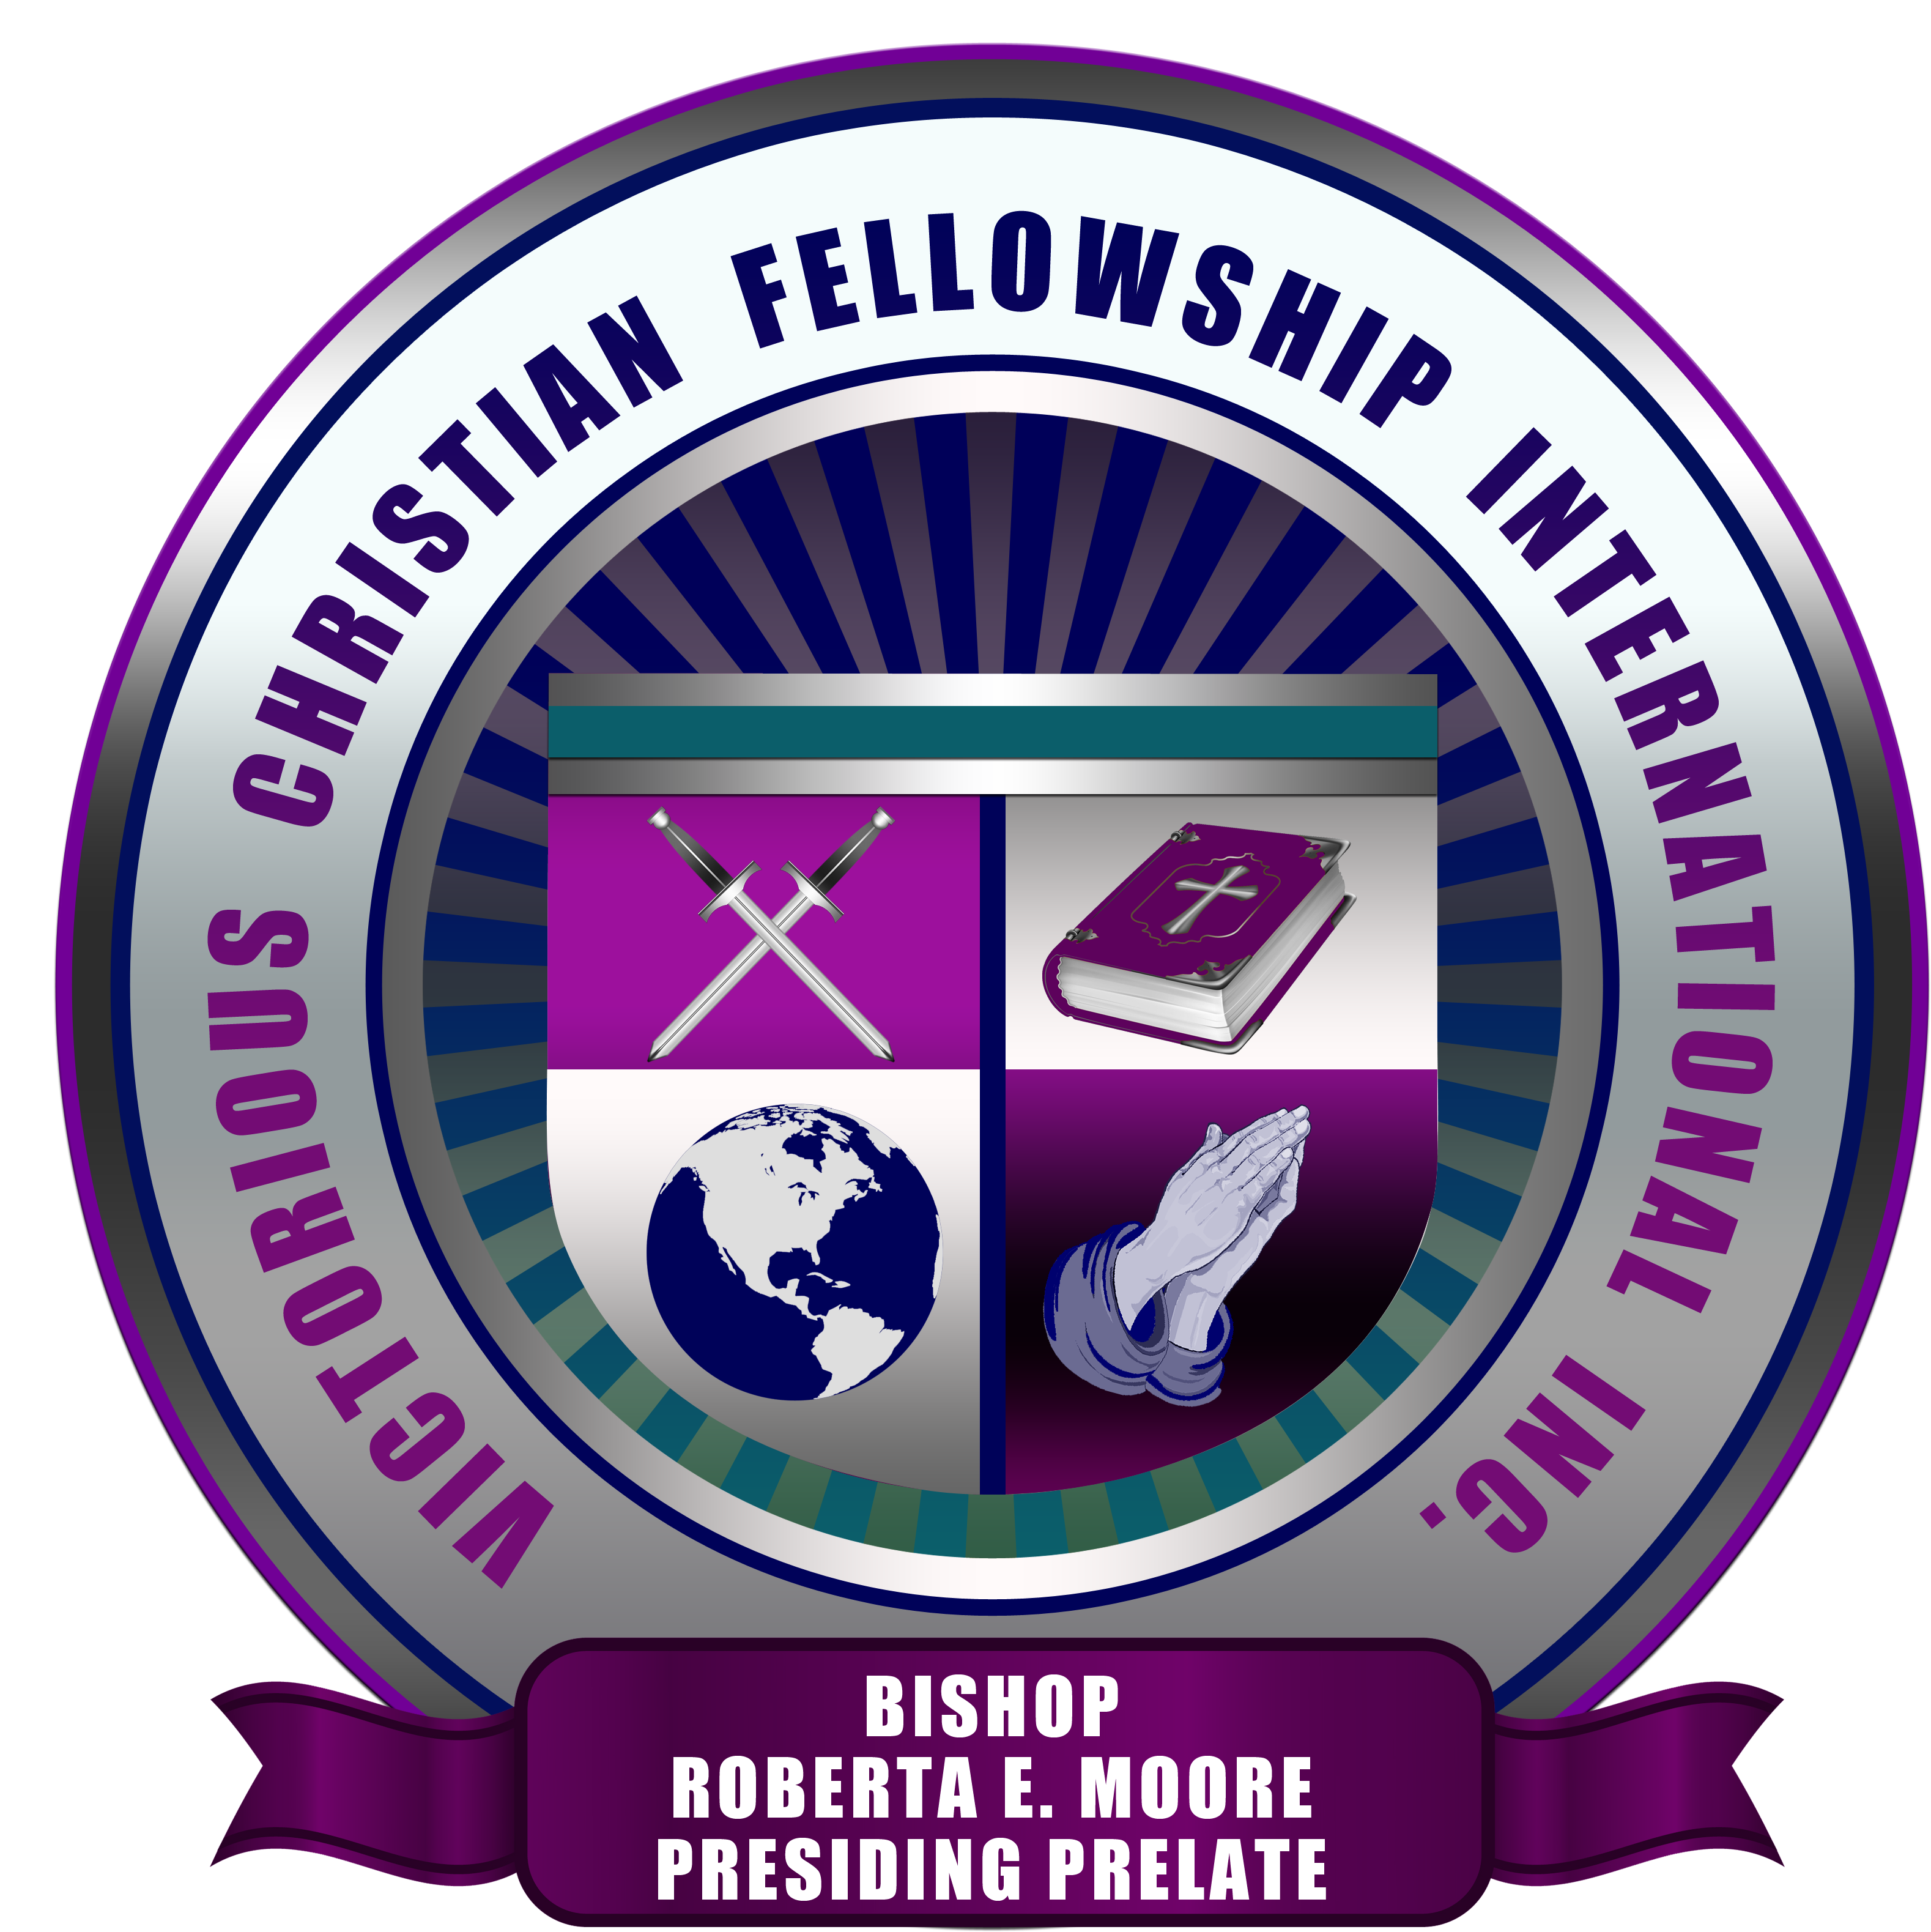 VICTORIOUS CHRISTIAN FELLOWSHIP INTERNATIONAL INC.
BISHOP
ROBERTA E. MOORE
PRESIDING PRELATE